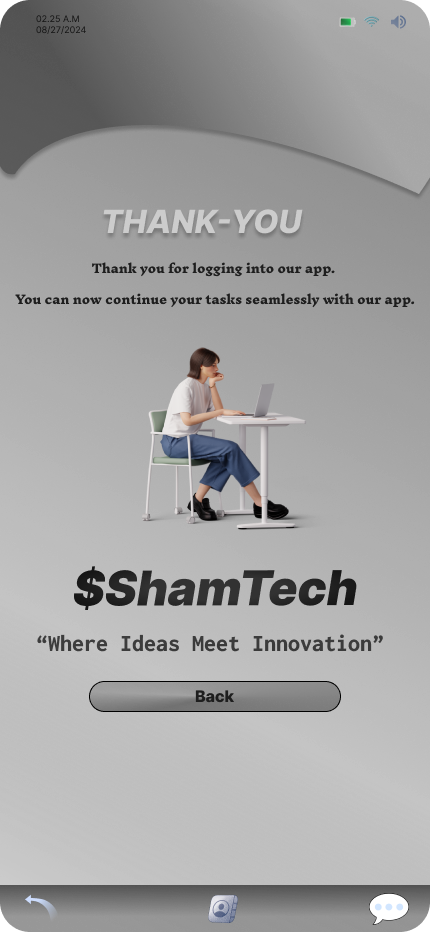 02.25 A.M
08/27/2024
THANK-YOU
Thank you for logging into our app.
You can now continue your tasks seamlessly with our app.
$ShamTech
“Where Ideas Meet Innovation”
Back